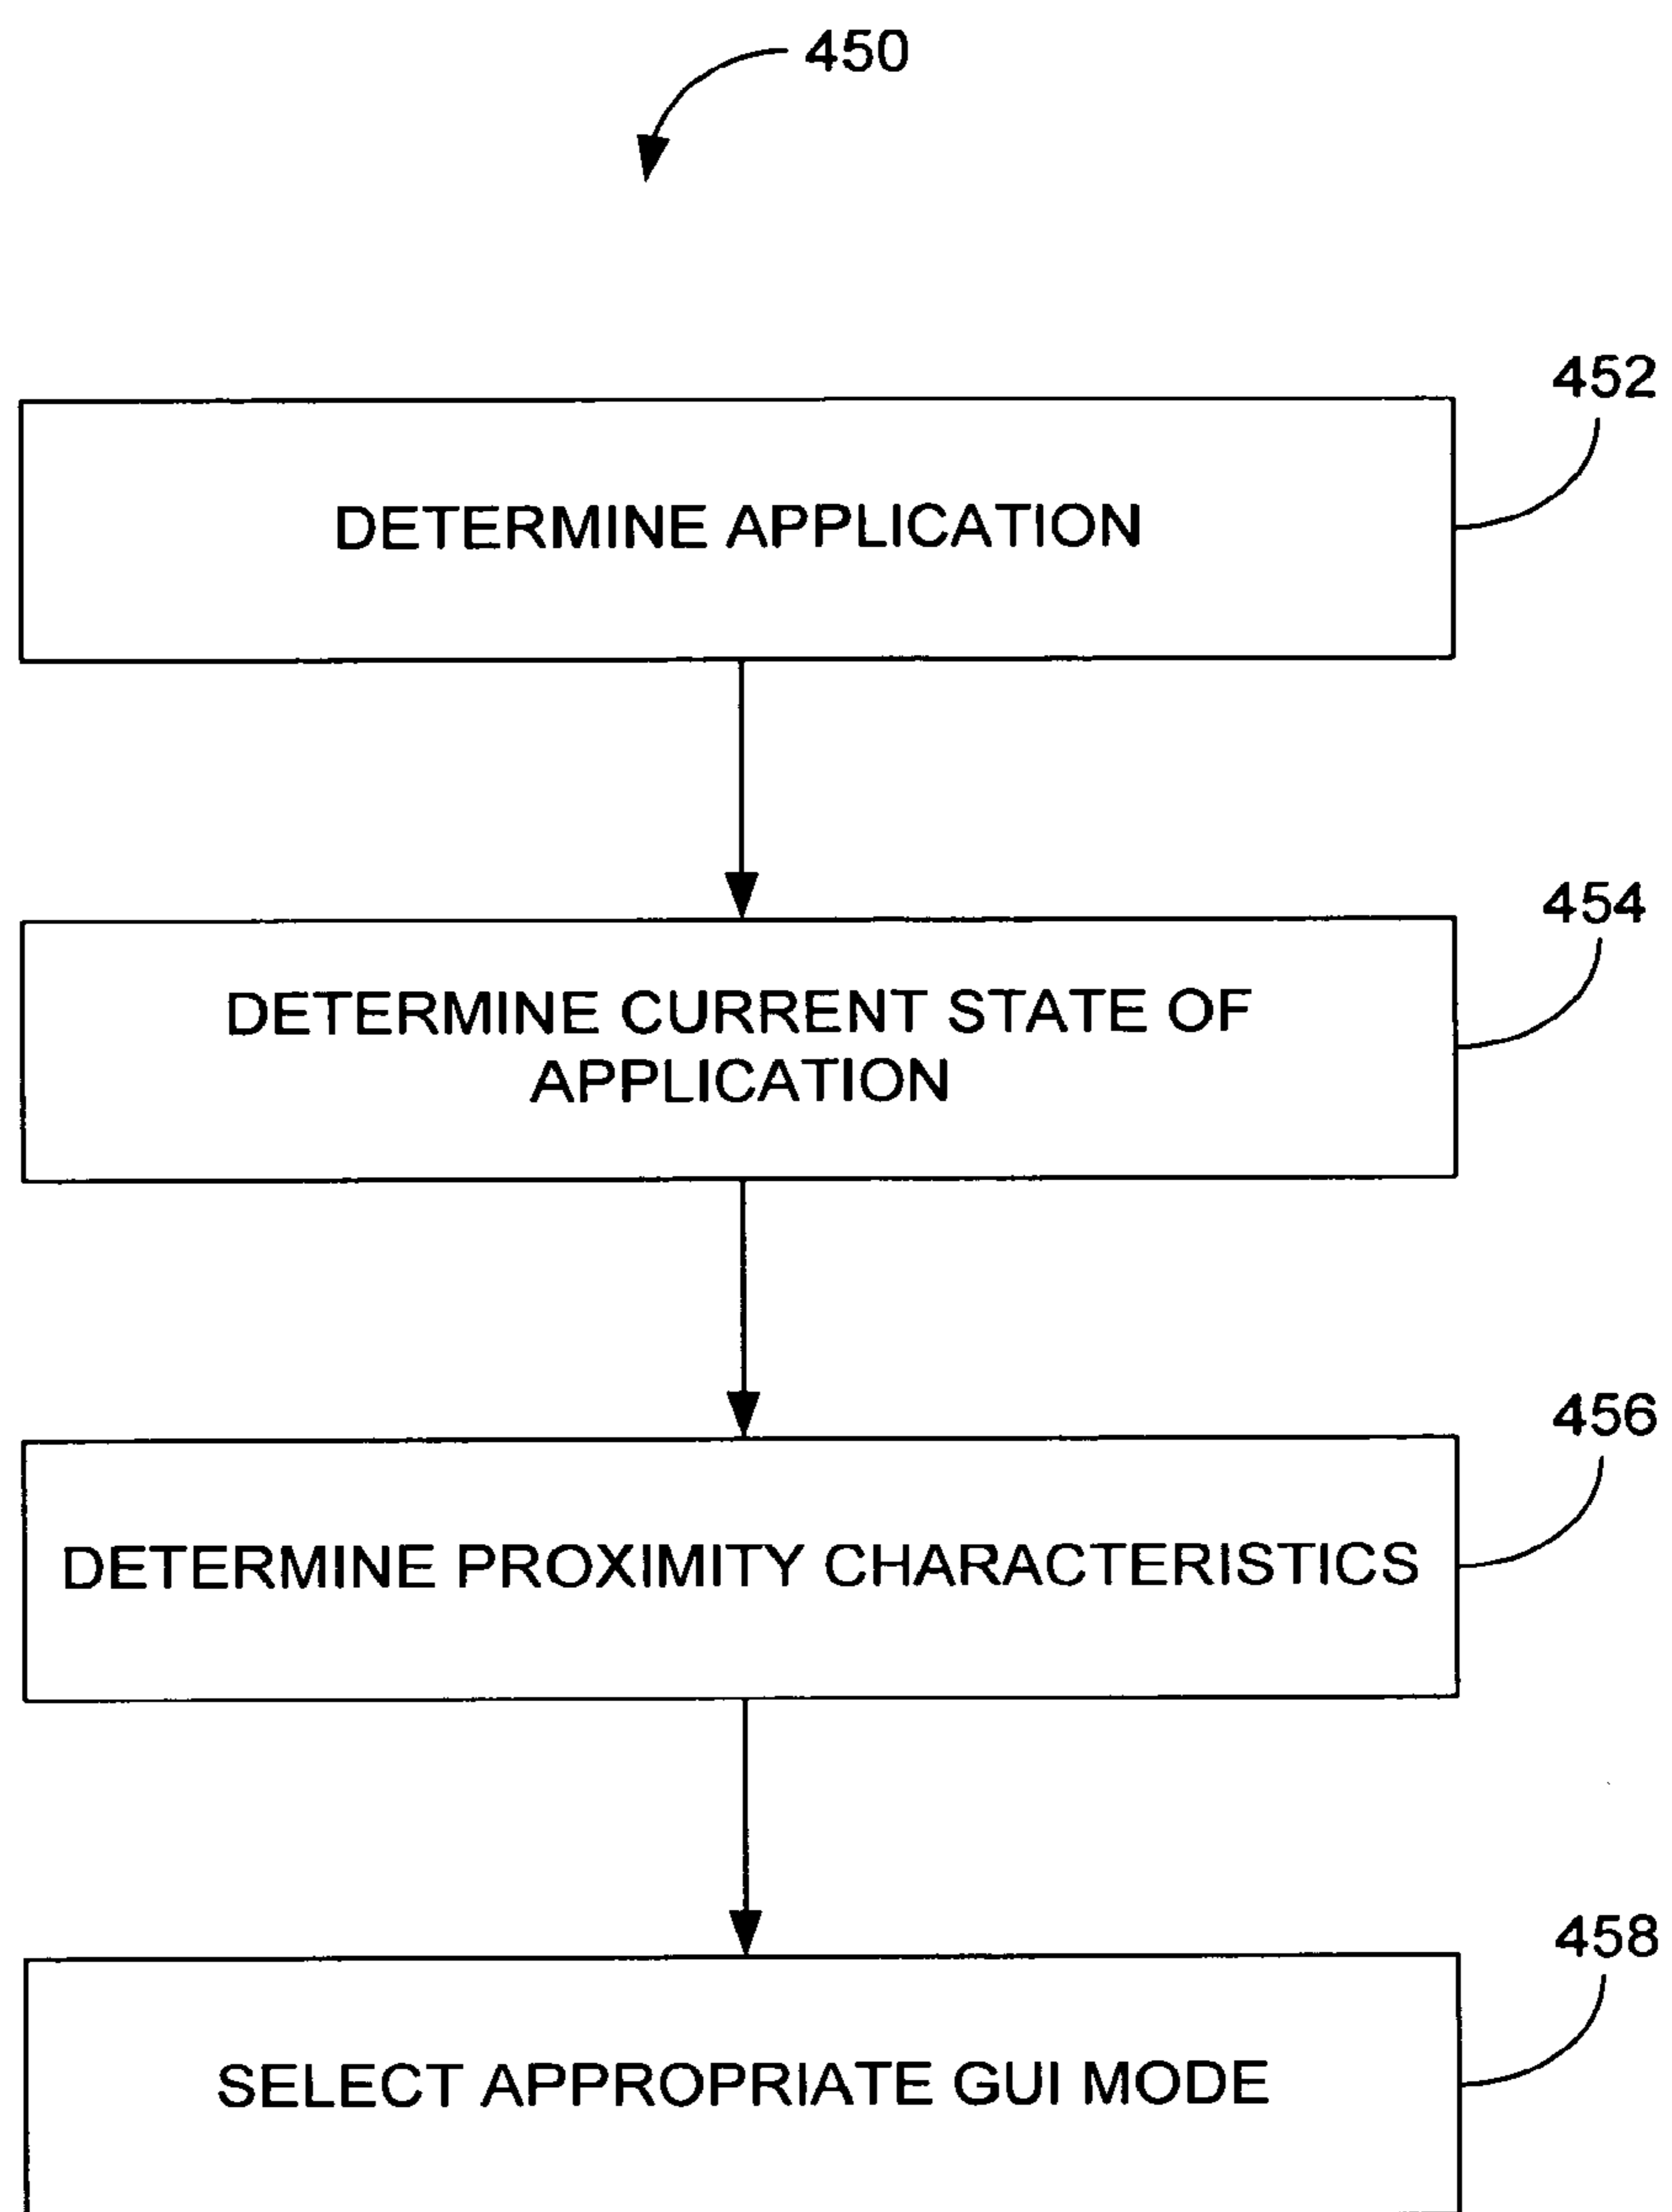 450
452
DETERMINE APPLICATION
454
DETERMINE CURRENT STATE OF
APPLICATION
456
DETERMINE PROXIMITY CHARACTERISTICS
458
SELECT APPROPRIATE GUI MODE